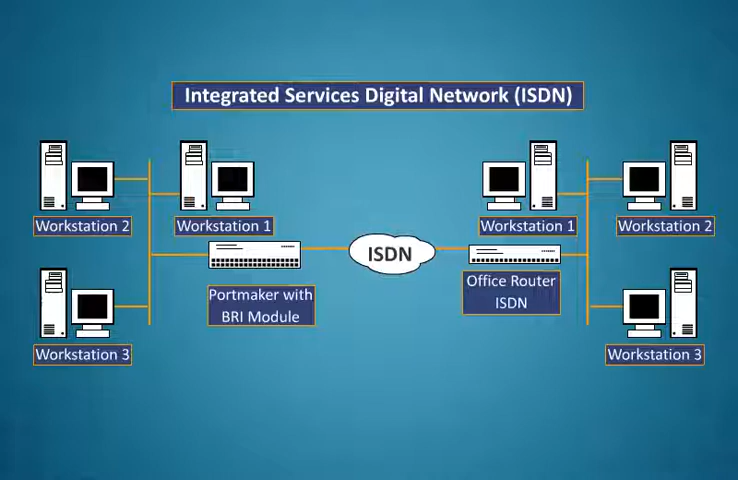 Integrated Services Digital Network (ISDN)
Workstation 2
Workstation 1
Workstation 1
Workstation 2
ISDN
Portmaker with
BRI Module
Office Router
ISDN
Workstation 3
Workstation 3